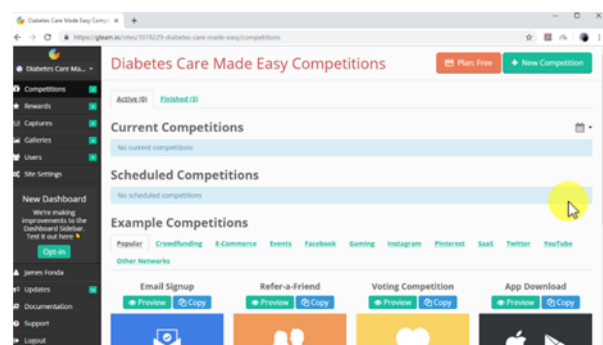 Diabetes Care Made Easy Compe
https://gleam.io/sites/1078229-diabetes-care-made-easy/competitions
Diabetes Care Ma...
Competitions
Rewards
Captures
Galleries
Users
Site Settings
New Dashboard
We're making
improvements to the
Dashboard Sidebar.
Test it out here
Opt-in
James Fonda
Updates
Documentation
Support
Logout
Diabetes Care Made Easy Competitions
Plan: Free
+ New Competition
Active (0) Finished (3)
Current Competitions
No current competitions
Scheduled Competitions
No scheduled competitions
Example Competitions
Popular Crowdfunding E-Commerce Events Facebook Gaming Instagram Pinterest SaaS Twitter YouTube
Other Networks
Email Signup Refer-a-Friend Voting Competition App Download
Preview Copy Preview Copy Preview Copy Preview Copy